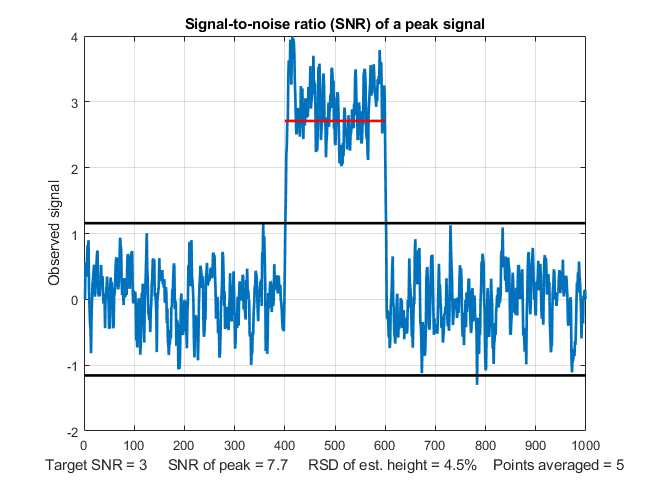 Signal-to-noise ratio (SNR) of a peak signal
4
3
2
1
0
-1
-2
Observed signal
0 100 200 300 400 500 600 700 800 900 1000
Target SNR = 3 SNR of peak = 7.7 RSD of est. height = 4.5% Points averaged = 5